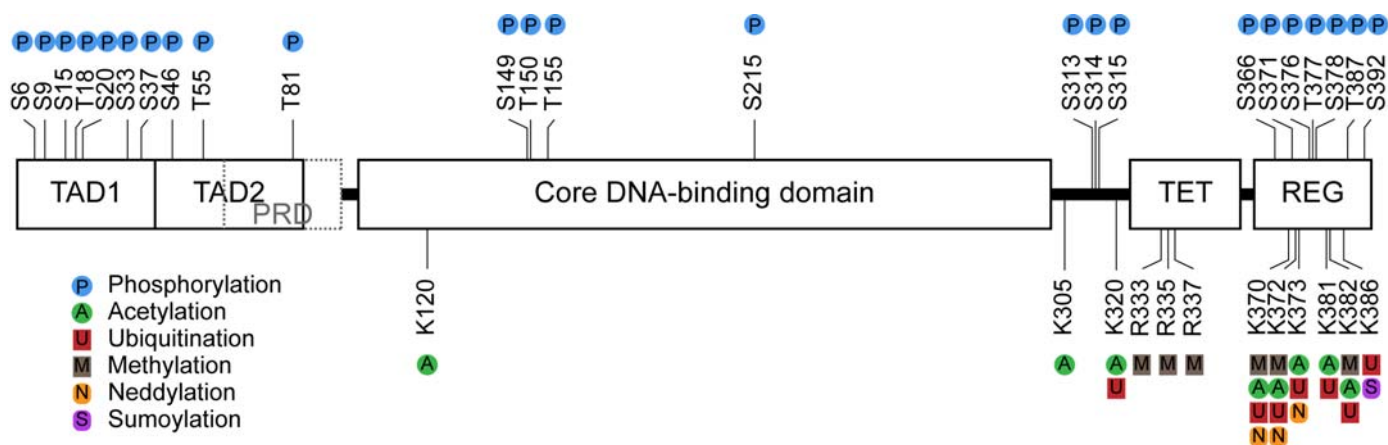 P P P P P P P P P P P P P P P P P P P P P P P P
S6 S9 S15 T18 S20 S33 S37 S46 T55 T81 S149 T150 T155 S215 S313 S314 S315 S366 S371 S376 T377 S378 T387 S392
TAD1 TAD2 PRD Core DNA-binding domain TET REG
K120 K305 K320 R333 R335 R337 K370 K372 K373 K381 K382 K386
A A A M M M M M A A M U
U A A U U A S
U U N U
N N
P Phosphorylation
A Acetylation
U Ubiquitination
M Methylation
N Neddylation
S Sumoylation